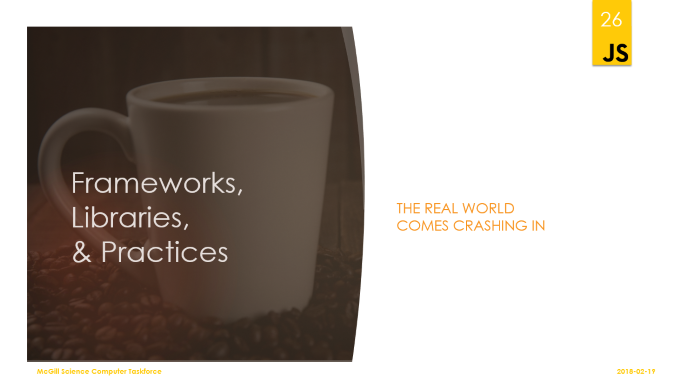 26
JS
Frameworks,
Libraries,
& Practices
THE REAL WORLD
COMES CRASHING IN
McGill Science Computer Taskforce
2018-02-19